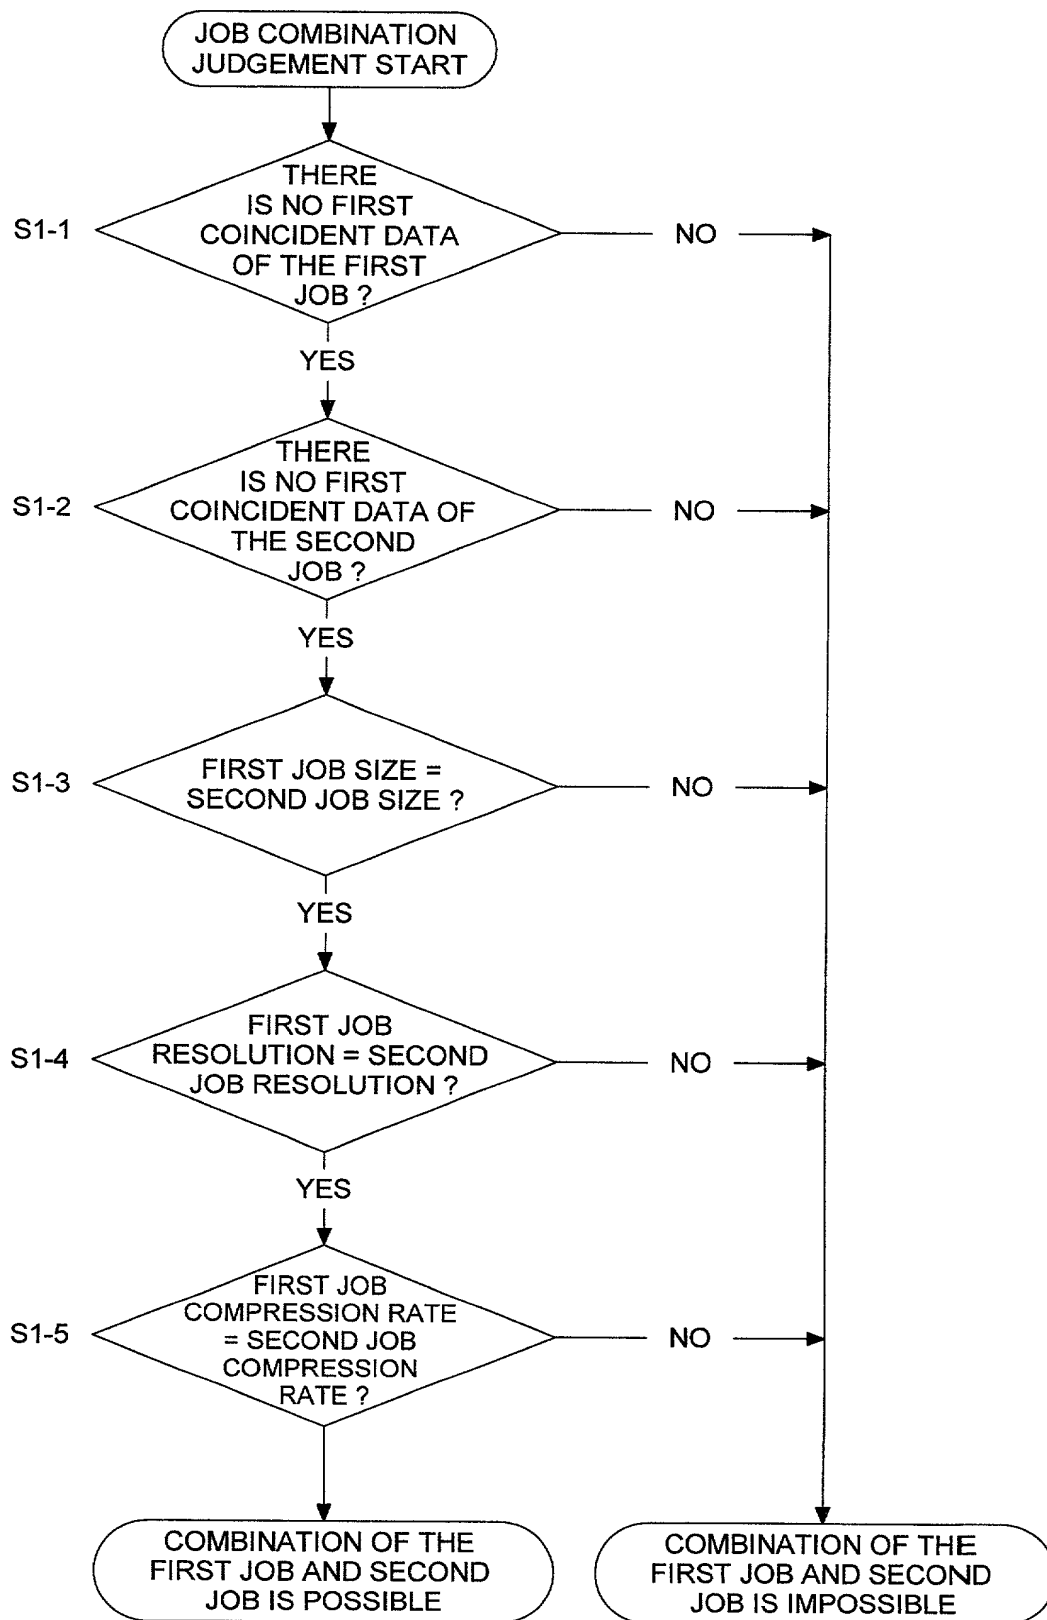 JOB COMBINATION
JUDGEMENT START
S1-1
THERE
IS NO FIRST
COINCIDENT DATA
OF THE FIRST
JOB ?
NO
YES
S1-2
THERE
IS NO FIRST
COINCIDENT DATA OF
THE SECOND
JOB ?
NO
YES
S1-3
FIRST JOB SIZE =
SECOND JOB SIZE ?
NO
YES
S1-4
FIRST JOB
RESOLUTION = SECOND
JOB RESOLUTION ?
NO
YES
S1-5
FIRST JOB
COMPRESSION RATE
= SECOND JOB
COMPRESSION
RATE ?
NO
COMBINATION OF THE
FIRST JOB AND SECOND
JOB IS POSSIBLE
COMBINATION OF THE
FIRST JOB AND SECOND
JOB IS IMPOSSIBLE